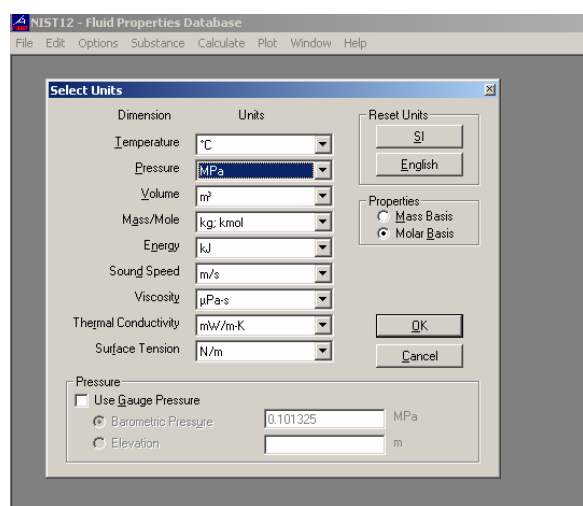 NIST12 - Fluid Properties Database
File Edit Options Substance Calculate Plot Window Help
Select Units
Dimension Units
Temperature °C
Pressure MPa
Volume m³
Mass/Mole kg; kmol
Energy kJ
Sound Speed m/s
Viscosity µPa-s
Thermal Conductivity mW/m-K
Surface Tension N/m
Reset Units
SI
English
Properties
Mass Basis
Molar Basis
OK
Cancel
Pressure
Use Gauge Pressure
Barometric Pressure 0.101325 MPa
Elevation m